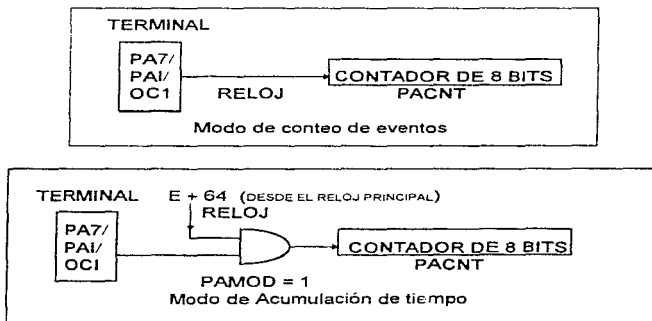 TERMINAL
PA7/
PAI/
OC1
RELOJ
CONTADOR DE 8 BITS
PACNT
Modo de conteo de eventos
TERMINAL
E + 64 (DESDE EL RELOJ PRINCIPAL)
RELOJ
PA7/
PAI/
OCI
CONTADOR DE 8 BITS
PACNT
PAMOD = 1
Modo de Acumulación de tiempo